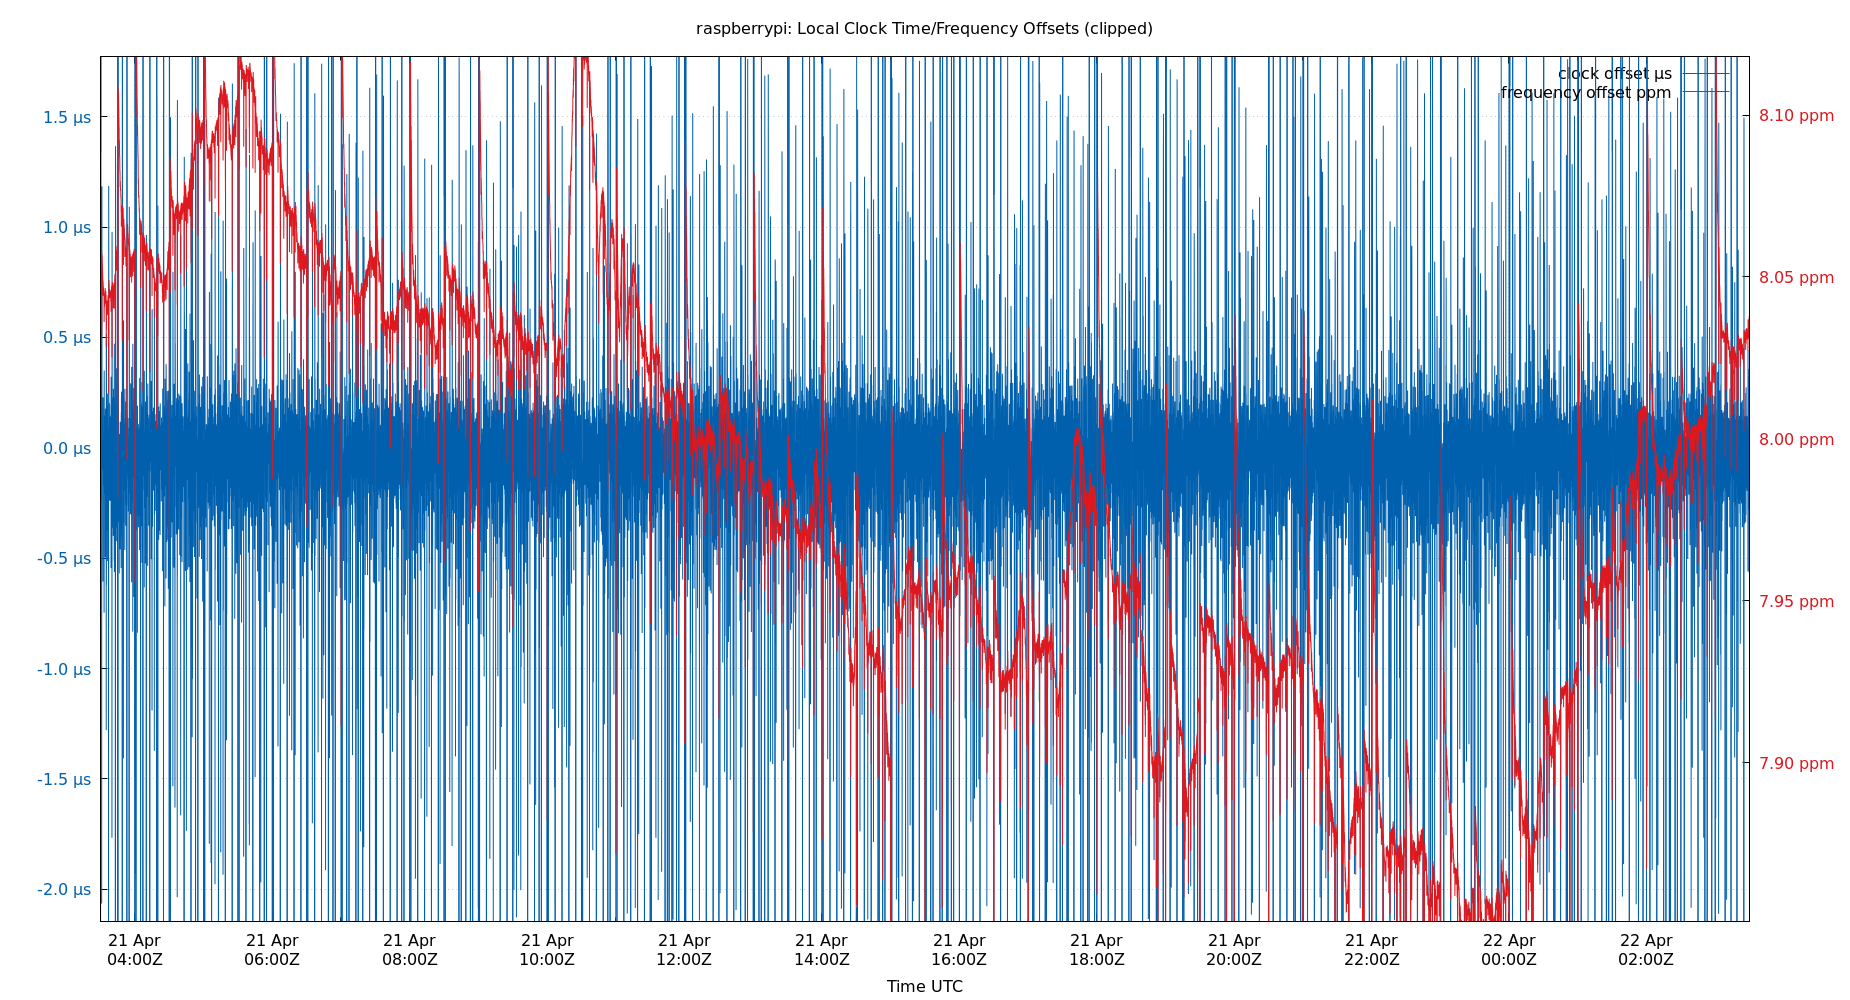 raspberrypi: Local Clock Time/Frequency Offsets (clipped)
clock offset µs
frequency offset ppm
1.5 µs
1.0 µs
0.5 µs
0.0 µs
-0.5 µs
-1.0 µs
-1.5 µs
-2.0 µs
8.10 ppm
8.05 ppm
8.00 ppm
7.95 ppm
7.90 ppm
21 Apr 21 Apr 21 Apr 21 Apr 21 Apr 21 Apr 21 Apr 21 Apr 21 Apr 21 Apr 22 Apr 22 Apr
04:00Z 06:00Z 08:00Z 10:00Z 12:00Z 14:00Z 16:00Z 18:00Z 20:00Z 22:00Z 00:00Z 02:00Z
Time UTC